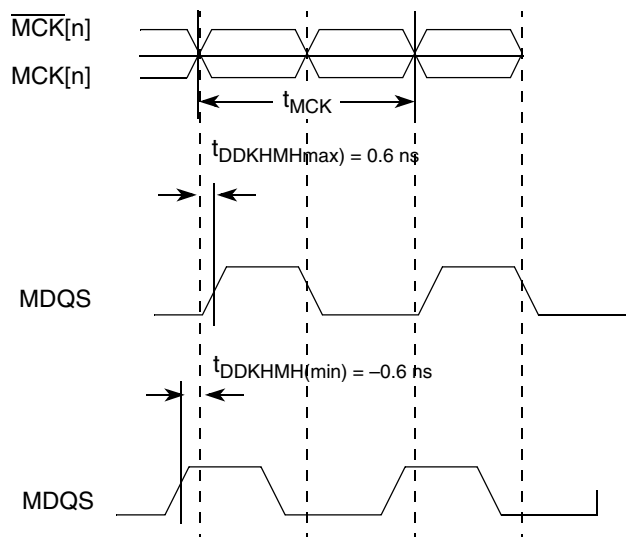 MCK[n]
MCK[n]
tMCK
tDDKHMHmax) = 0.6 ns
MDQS
tDDKHMH(min) = –0.6 ns
MDQS